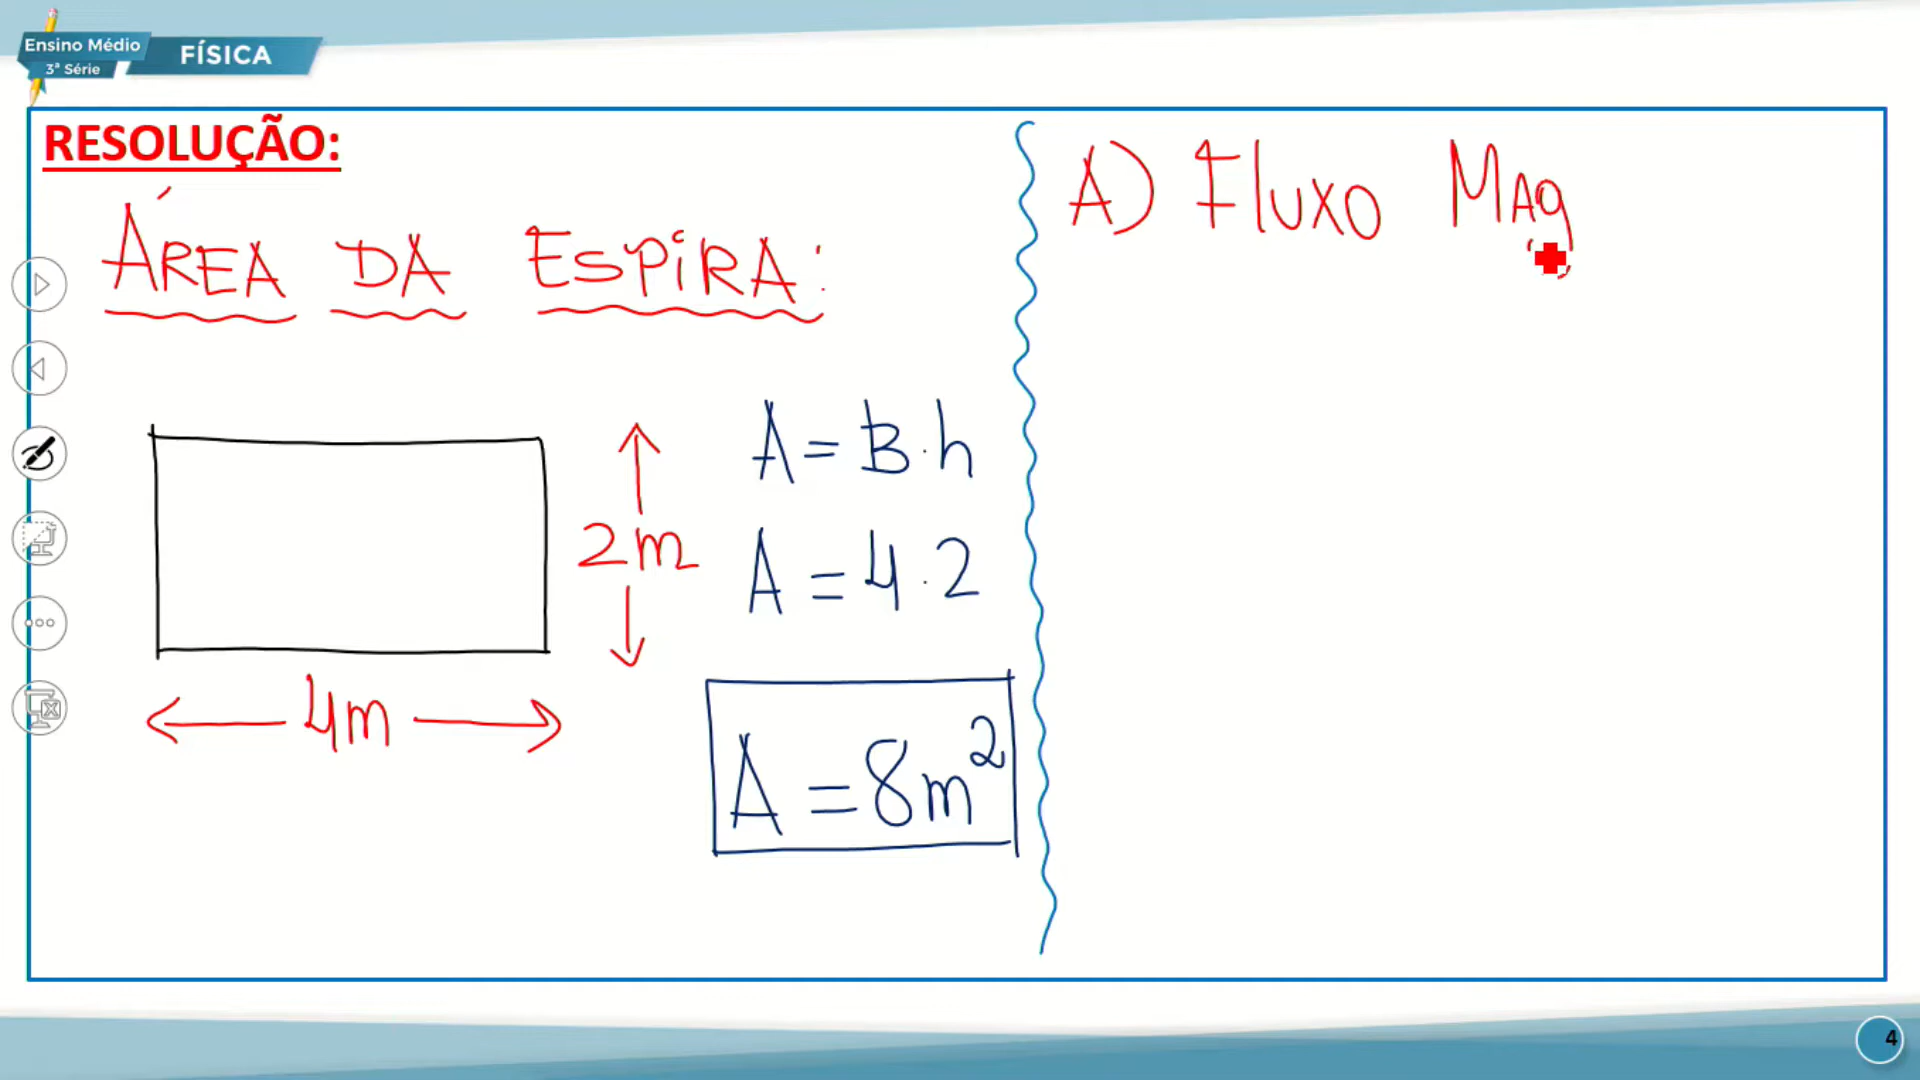 Ensino Médio
3ª Série
FÍSICA
RESOLUÇÃO:
ÁREA DA ESPIRA:
2m
4m
A = B·h
A = 4·2
A = 8m²
A) Fluxo MAg
4